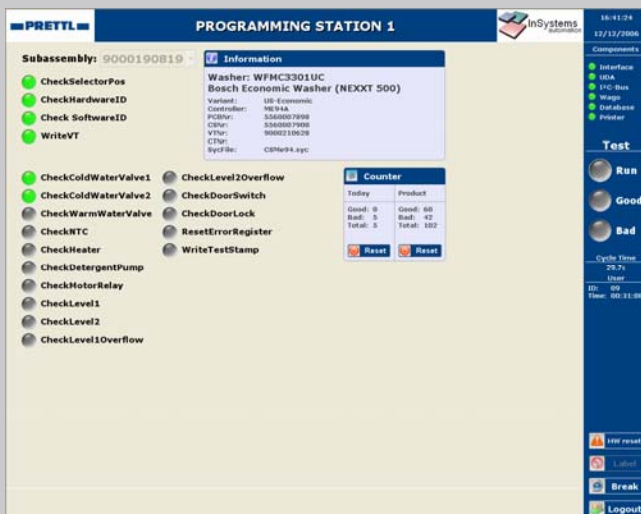 PRETTL
PROGRAMMING STATION 1
InSystems
automation
16:41:24
12/12/2006
Subassembly: 9000190819
CheckSelectorPos
CheckHardwareID
Check SoftwareID
WriteVT
Information
Washer: WFMC3301UC
Bosch Economic Washer (NEXXT 500)
Variant: US-Economic
Controller: ME94A
PCBNr: 5560007898
CSNr: 5560007900
VTNr: 9000210628
CTNr:
SycFile: CSMe94.syc
CheckColdWaterValve1
CheckColdWaterValve2
CheckWarmWaterValve
CheckNTC
CheckHeater
CheckDetergentPump
CheckMotorRelay
CheckLevel1
CheckLevel2
CheckLevel1Overflow
CheckLevel2Overflow
CheckDoorSwitch
CheckDoorLock
ResetErrorRegister
WriteTestStamp
Counter
Today Product
Good: 0 Good: 60
Bad: 5 Bad: 42
Total: 5 Total: 102
Reset Reset
Components
Interface
UDA
I²C-Bus
Wago
Database
Printer
Test
Run
Good
Bad
Cycle Time
29.7s
User
ID: 09
Time: 00:31:06
HW reset
Label
Break
Logout